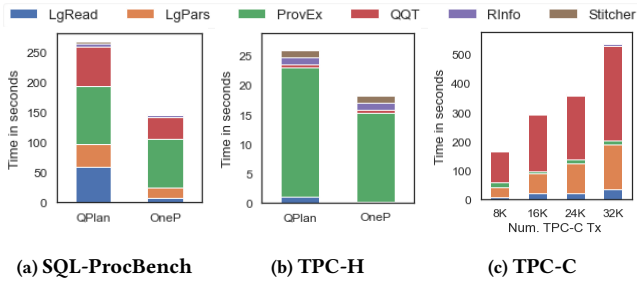 LgRead LgPars ProvEx QQT RInfo Stitcher
Time in seconds
250
200
150
100
50
0
QPlan OneP
(a) SQL-ProcBench
Time in seconds
25
20
15
10
5
0
QPlan OneP
(b) TPC-H
Time in seconds
500
400
300
200
100
0
8K 16K 24K 32K
Num. TPC-C Tx
(c) TPC-C